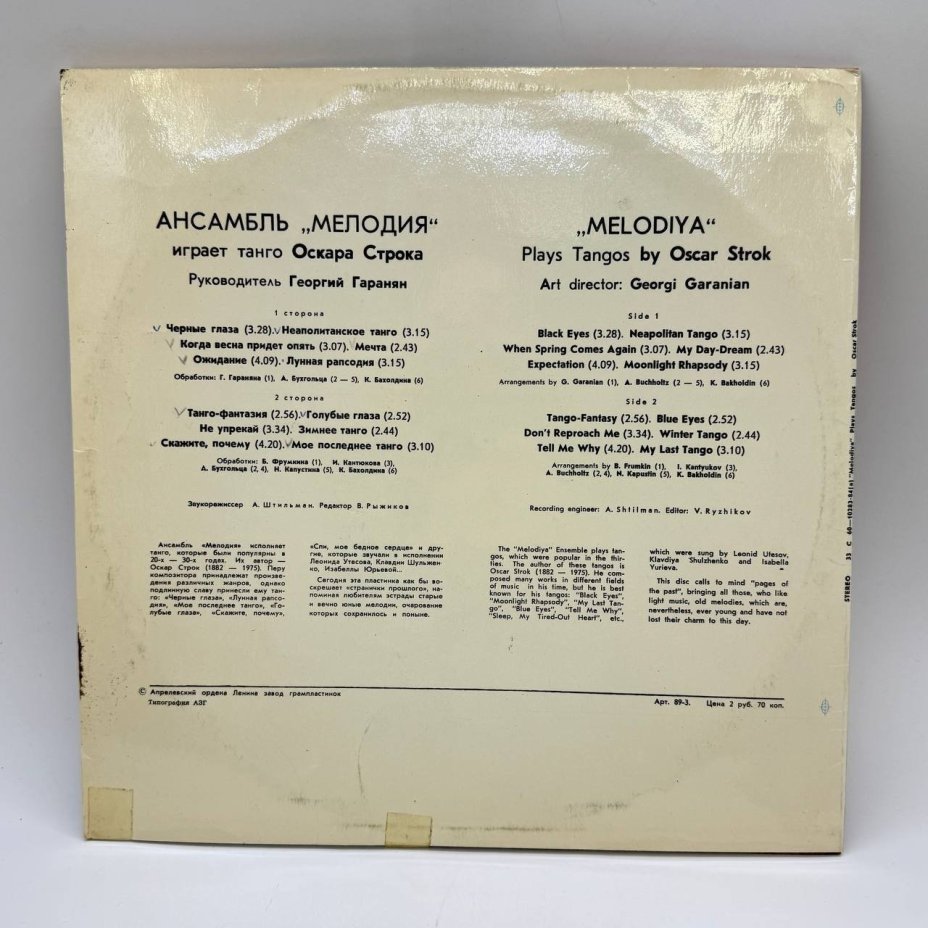 АНСАМБЛЬ „МЕЛОДИЯ“
играет танго Оскара Строка
Руководитель Георгий Гаранян
1 сторона
Черные глаза (3.28). Неаполитанское танго (3.15)
Когда весна придет опять (3.07). Мечта (2.43)
Ожидание (4.09). Лунная рапсодия (3.15)
Обработки: Г. Гараняна (1), А. Бухгольца (2 — 5), К. Бахолдина (6)
2 сторона
Танго-фантазия (2.56). Голубые глаза (2.52)
Не упрекай (3.34). Зимнее танго (2.44)
Скажите, почему (4.20). Мое последнее танго (3.10)
Обработки: Б. Фрумкина (1), И. Кантюкова (3),
А. Бухгольца (2, 4), Н. Капустина (5), К. Бахолдина (6)
Звукорежиссер А. Штильман. Редактор В. Рыжиков
Ансамбль «Мелодия» исполняет
танго, которые были популярны в
20-х — 30-х годах. Их автор —
Оскар Строк (1882 — 1975). Перу
композитора принадлежат произве-
дения различных жанров, однако
подлинную славу принесли ему тан-
го: «Черные глаза», «Лунная рапсо-
дия», «Мое последнее танго», «Го-
лубые глаза», «Скажите, почему»,
«Спи, мое бедное сердце» и дру-
гие, которые звучали в исполнении
Леонида Утесова, Клавдии Шульжен-
ко, Изабеллы Юрьевой...
Сегодня эта пластинка как бы во-
скрешает «странички прошлого», на-
поминая любителям эстрады старые
и вечно юные мелодии, очарование
которых сохранилось и поныне.
„MELODIYA“
Plays Tangos by Oscar Strok
Art director: Georgi Garanian
Side 1
Black Eyes (3.28). Neapolitan Tango (3.15)
When Spring Comes Again (3.07). My Day-Dream (2.43)
Expectation (4.09). Moonlight Rhapsody (3.15)
Arrangements by G. Garanian (1), A. Buchholtz (2 — 5), K. Bakholdin (6)
Side 2
Tango-Fantasy (2.56). Blue Eyes (2.52)
Don't Reproach Me (3.34). Winter Tango (2.44)
Tell Me Why (4.20). My Last Tango (3.10)
Arrangements by B. Frumkin (1), I. Kantyukov (3),
A. Buchholtz (2, 4), N. Kapustin (5), K. Bakholdin (6)
Recording engineer: A. Shtilman. Editor: V. Ryzhikov
The "Melodiya" Ensemble plays tan-
gos, which were popular in the thir-
ties. The author of these tangos is
Oscar Strok (1882 — 1975). He com-
posed many works in different fields
of music in his time, but he is best
known for his tangos: "Black Eyes",
"Moonlight Rhapsody", "My Last Tan-
go", "Blue Eyes", "Tell Me Why",
"Sleep, My Tired-Out Heart", etc.,
which were sung by Leonid Utesov,
Klavdiya Shulzhenko and Isabella
Yurieva.
This disc calls to mind "pages of
the past", bringing all those, who like
light music, old melodies, which are,
nevertheless, ever young and have not
lost their charm to this day.
© Апрелевский ордена Ленина завод грампластинок
Типография АЗГ
Арт. 89-3. Цена 2 руб. 70 коп.
STEREO 33 С 60—10383-84(a) "Melodiya" Plays Tangos by Oscar Strok